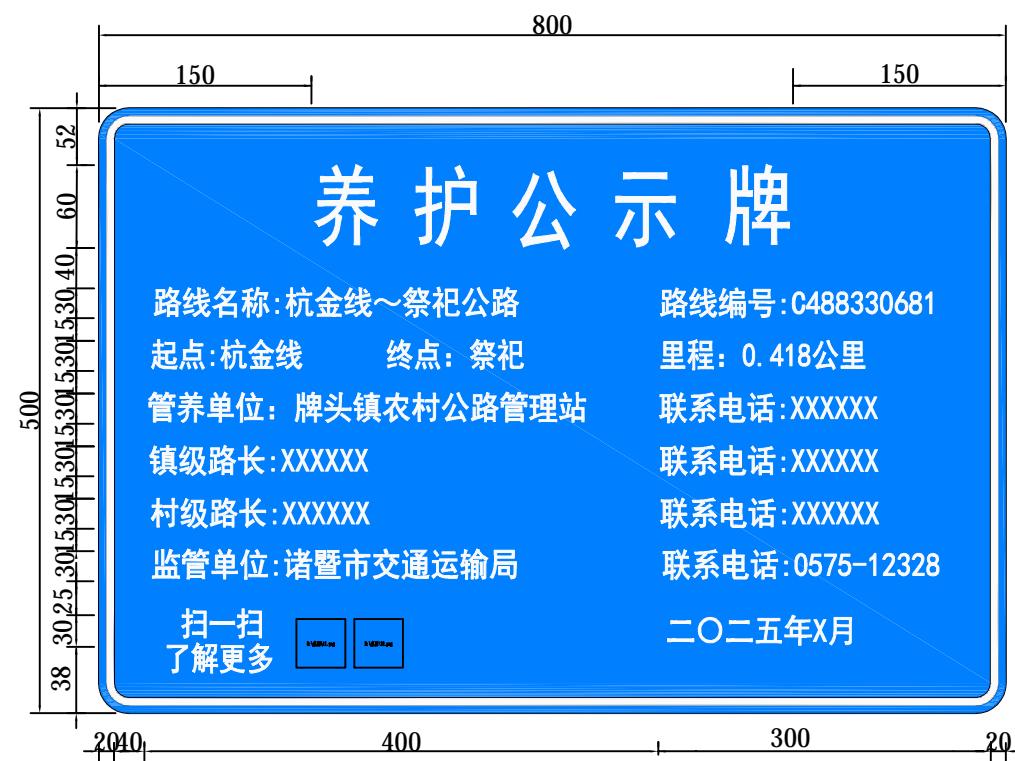 800
150 150
52
养护公示牌
60
40
路线名称:杭金线～祭祀公路 路线编号:C488330681
30
15
起点:杭金线 终点：祭祀 里程：0.418公里
30
15
管养单位：牌头镇农村公路管理站 联系电话:XXXXXX
30
15
500
镇级路长:XXXXXX 联系电话:XXXXXX
30
15
村级路长:XXXXXX 联系电话:XXXXXX
30
15
监管单位:诸暨市交通运输局 联系电话:0575-12328
30
25
扫一扫
了解更多
二〇二五年X月
30
38
20 40 400 300 20